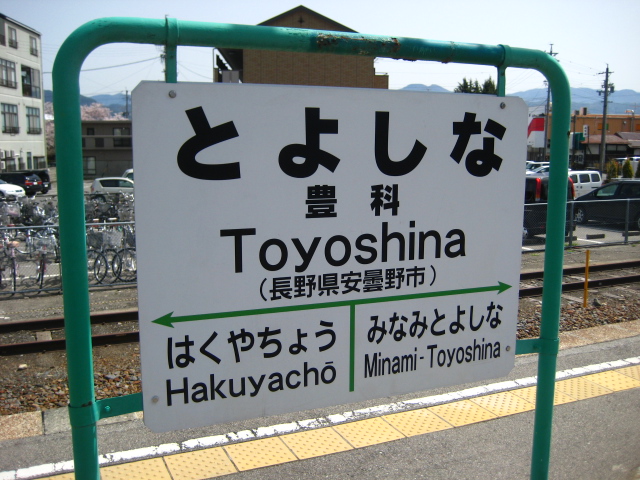 とよしな
豊科
Toyoshina
(長野県安曇野市)
はくやちょう
Hakuyachō
みなみとよしな
Minami-Toyoshina